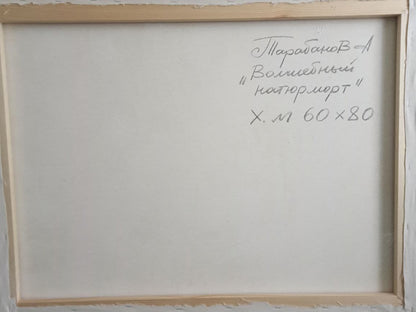 Тарабанов А
"Волшебный
натюрморт"
Х. м 60×80